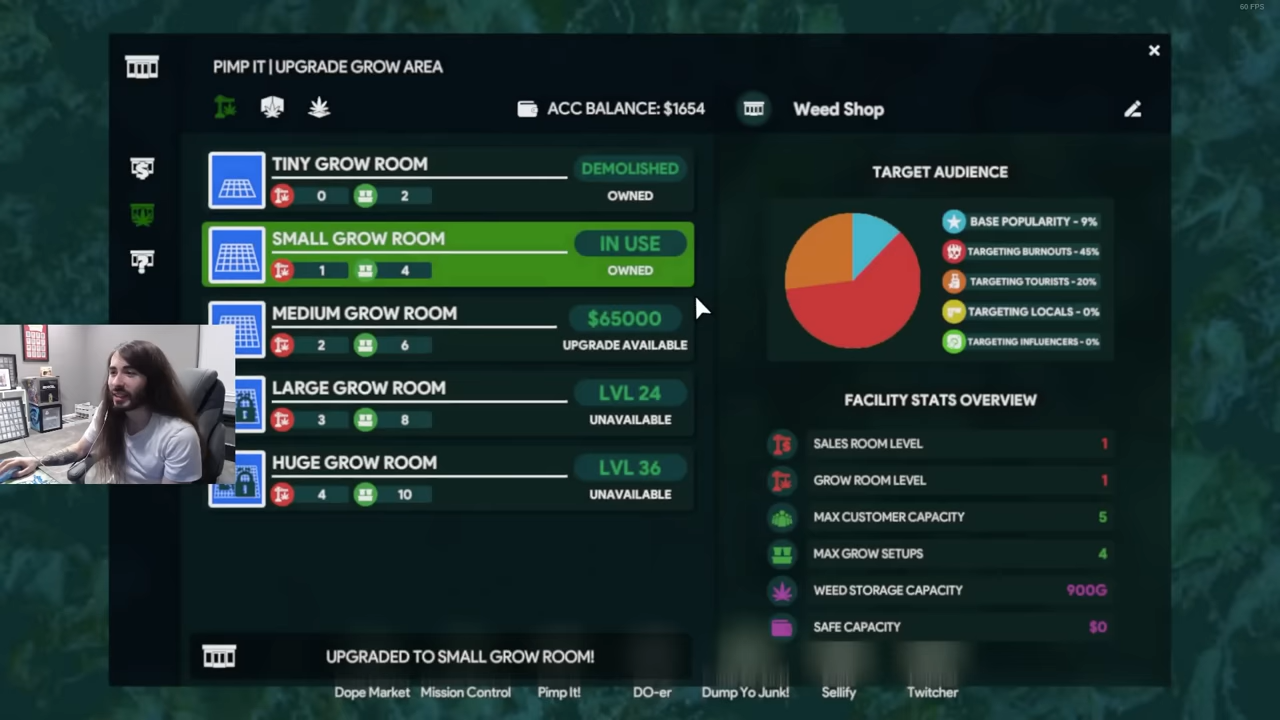 60 FPS
PIMP IT | UPGRADE GROW AREA
ACC BALANCE: $1654
Weed Shop
TINY GROW ROOM
DEMOLISHED
0
2
OWNED
SMALL GROW ROOM
IN USE
1
4
OWNED
MEDIUM GROW ROOM
$65000
2
6
UPGRADE AVAILABLE
LARGE GROW ROOM
LVL 24
3
8
UNAVAILABLE
HUGE GROW ROOM
LVL 36
4
10
UNAVAILABLE
UPGRADED TO SMALL GROW ROOM!
TARGET AUDIENCE
BASE POPULARITY - 9%
TARGETING BURNOUTS - 45%
TARGETING TOURISTS - 20%
TARGETING LOCALS - 0%
TARGETING INFLUENCERS - 0%
FACILITY STATS OVERVIEW
SALES ROOM LEVEL 1
GROW ROOM LEVEL 1
MAX CUSTOMER CAPACITY 5
MAX GROW SETUPS 4
WEED STORAGE CAPACITY 900G
SAFE CAPACITY $0
Dope Market Mission Control Pimp It! DO-er Dump Yo Junk! Sellify Twitcher